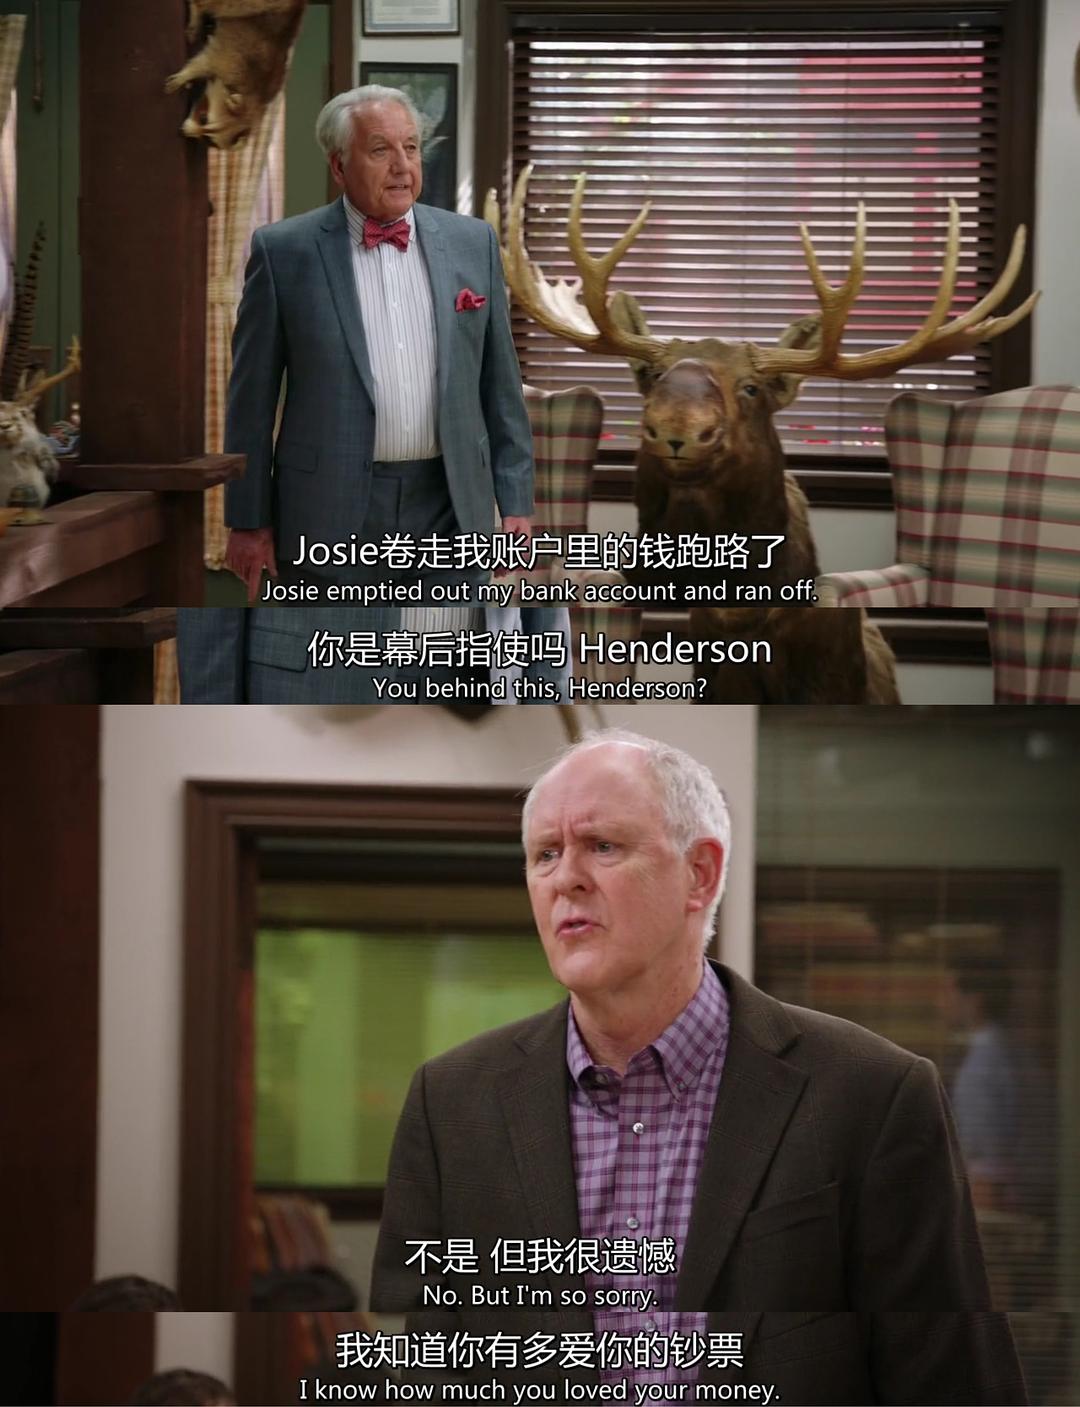 Josie卷走我账户里的钱跑路了
Josie emptied out my bank account and ran off.
你是幕后指使吗 Henderson
You behind this, Henderson?
不是 但我很遗憾
No. But I'm so sorry.
我知道你有多爱你的钞票
I know how much you loved your money.